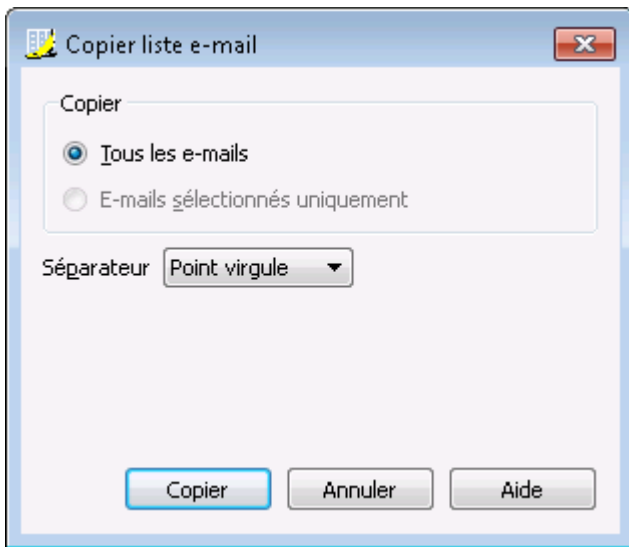 Copier liste e-mail
Copier
Tous les e-mails
E-mails sélectionnés uniquement
Séparateur Point virgule
Copier Annuler Aide